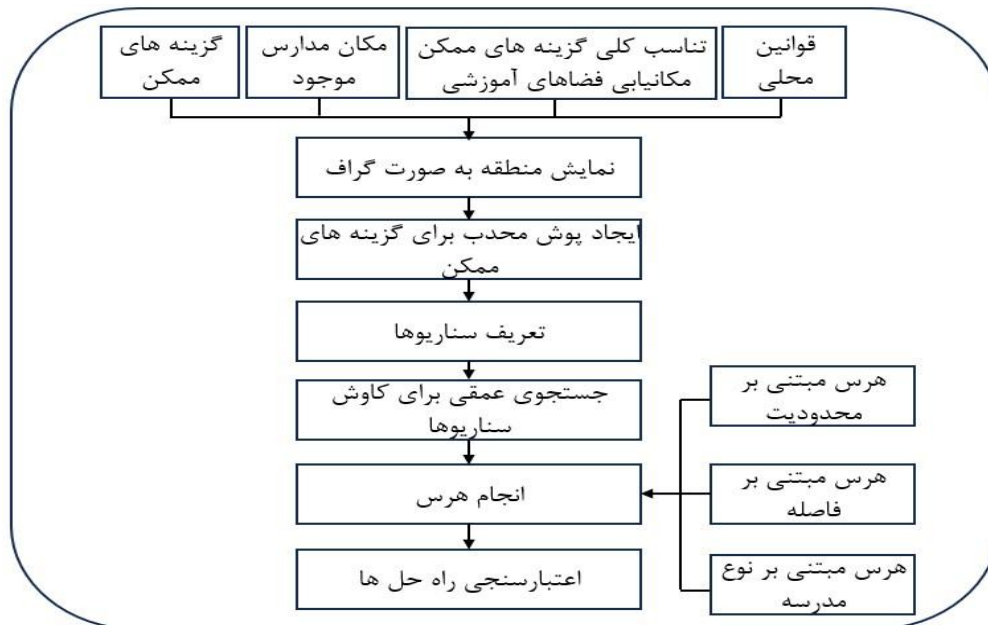 قوانین
محلی
تناسب کلی گزینه های ممکن
مکانیابی فضاهای آموزشی
مکان مدارس
موجود
گزینه های
ممکن
نمایش منطقه به صورت گراف
ایجاد پوش محدب برای گزینه های
ممکن
تعریف سناریوها
جستجوی عمقی برای کاوش
سناریوها
انجام هرس
اعتبارسنجی راه حل ها
هرس مبتنی بر
محدودیت
هرس مبتنی بر
فاصله
هرس مبتنی بر نوع
مدرسه